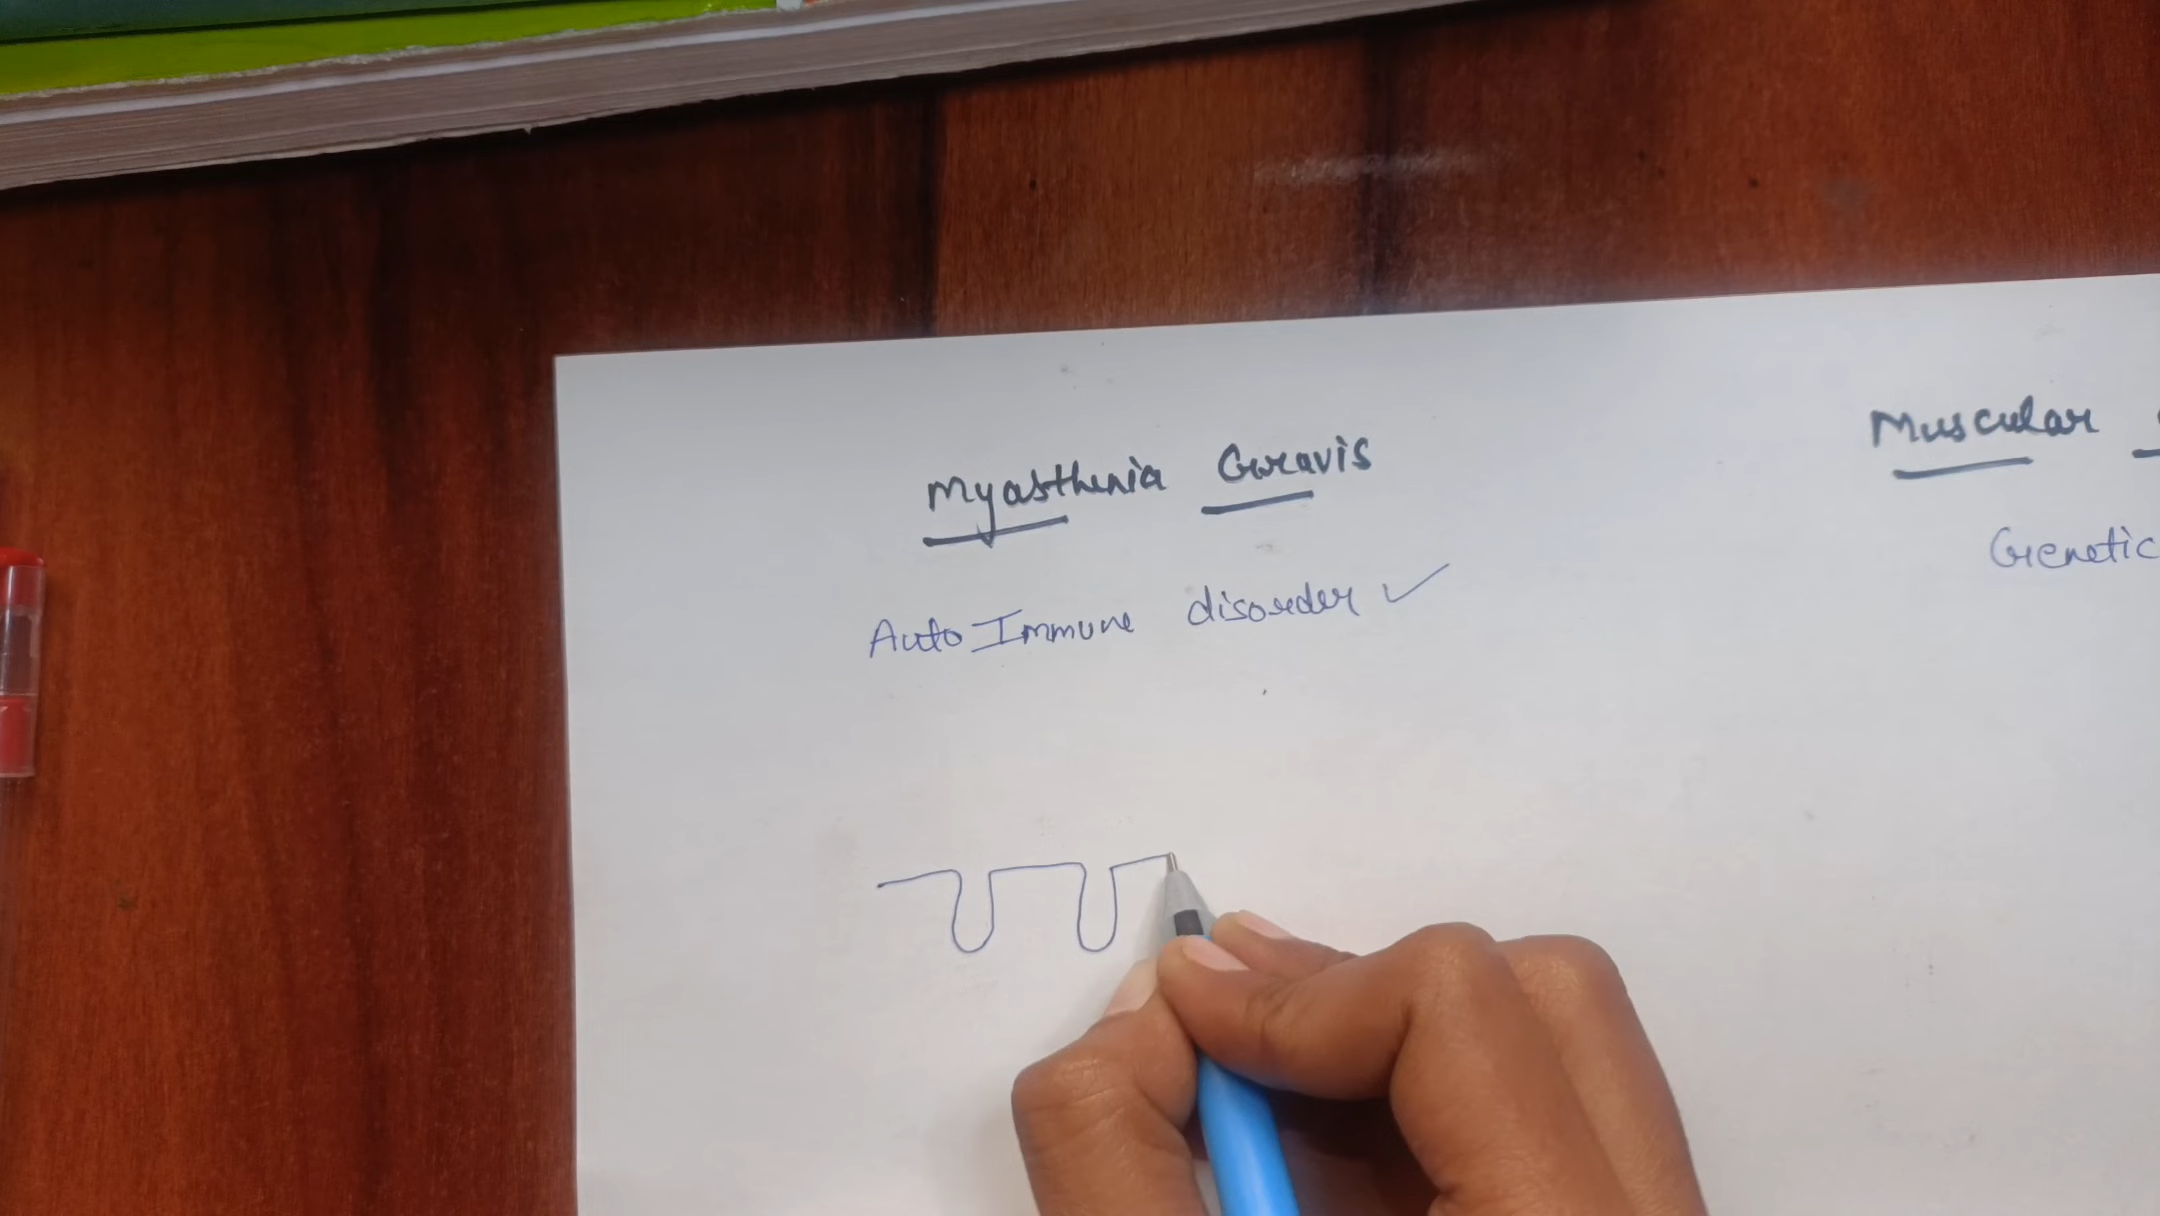 Myasthenia Gravis
Auto Immune disorder ✓
Muscular
Genetic